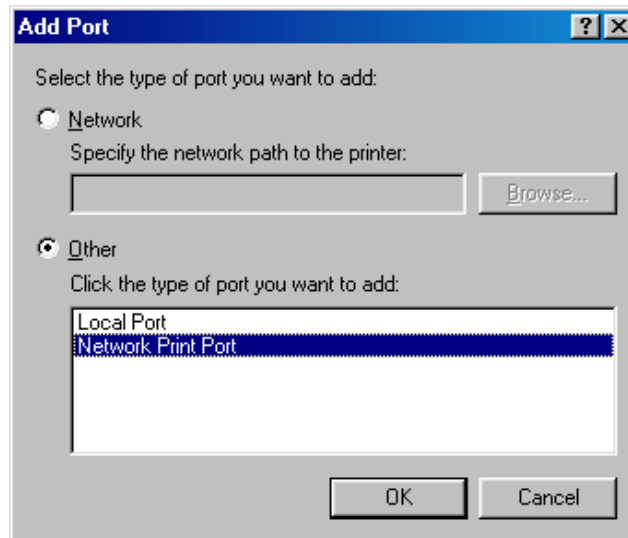 Add Port
Select the type of port you want to add:
Network
Specify the network path to the printer:
Browse...
Other
Click the type of port you want to add:
Local Port
Network Print Port
OK Cancel